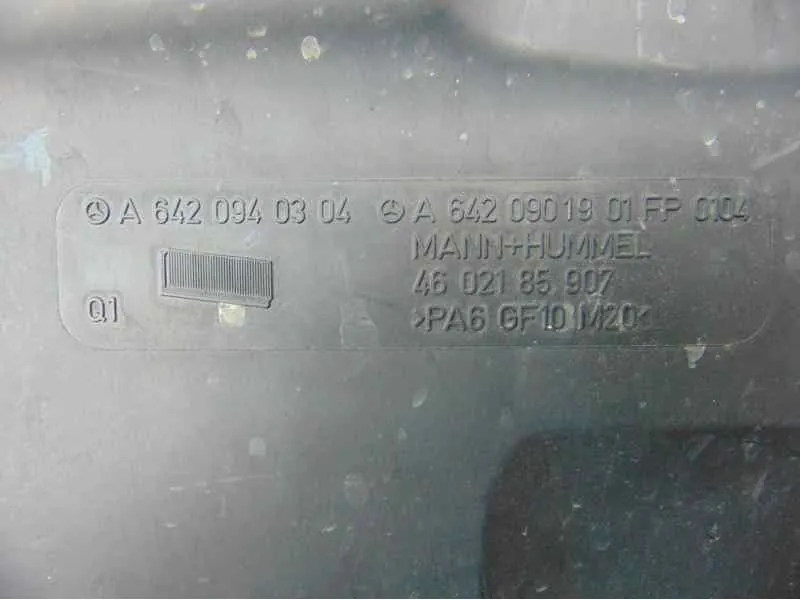 A 642 094 03 04 A 642 090 19 01 FP 0104
MANN+HUMMEL
46 021 85 907
Q1 >PA6 GF10 M20<